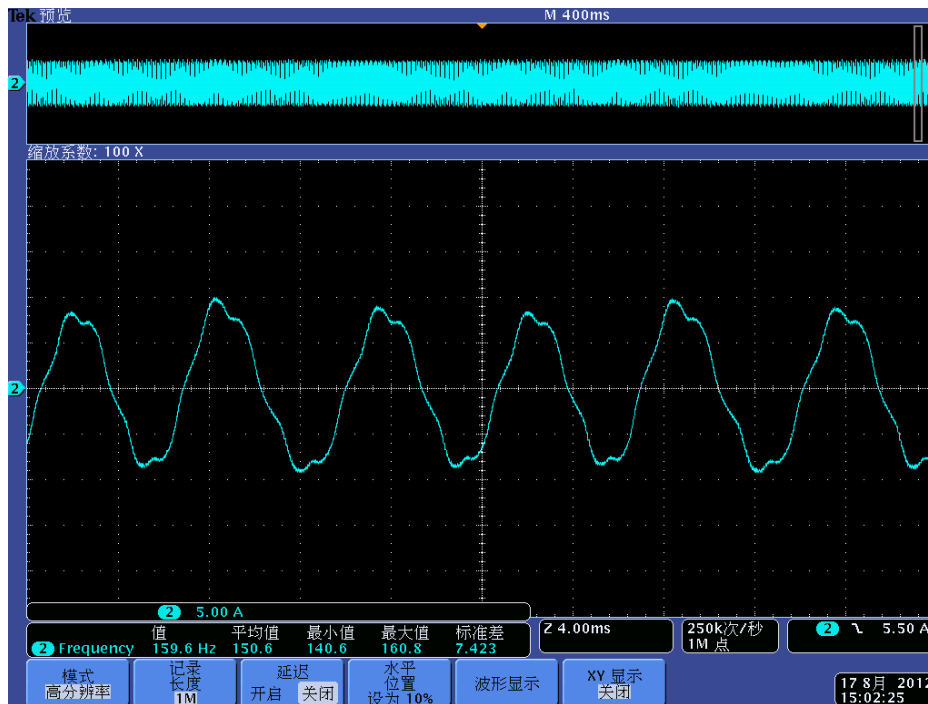 Tek 预览 M 400ms
2
缩放系数: 100 X
2
2 5.00 A
值 平均值 最小值 最大值 标准差
2 Frequency 159.6 Hz 150.6 140.6 160.8 7.423
Z 4.00ms
250k次/秒
1M 点
2 5.50 A
模式
高分辨率
记录
长度
1M
延迟
开启 关闭
水平
位置
设为 10%
波形显示
XY 显示
关闭
17 8月 2012
15:02:25